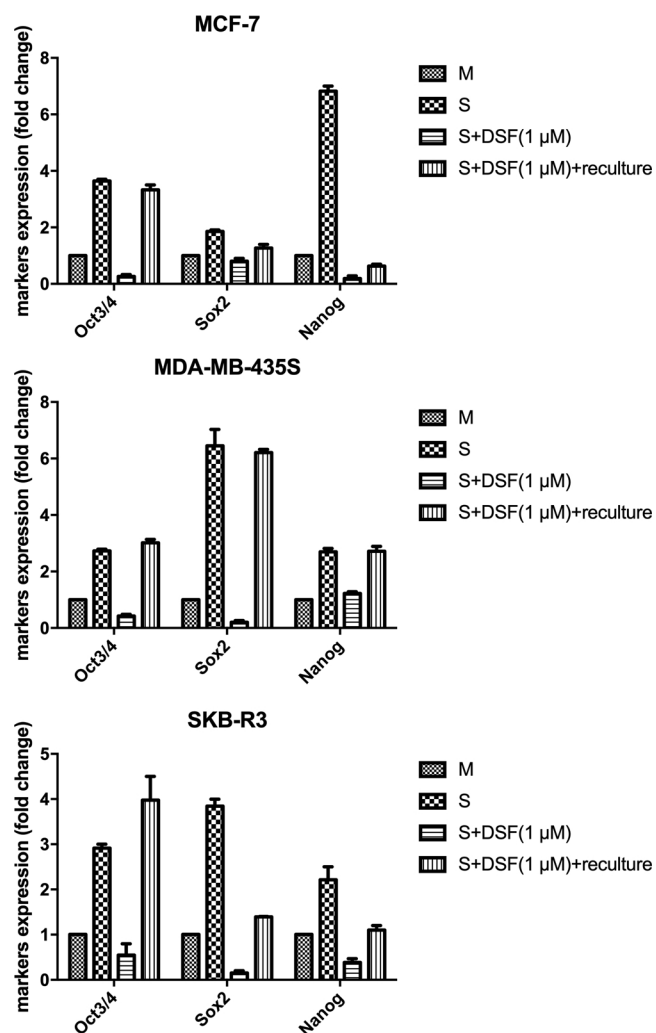 MCF-7
markers expression (fold change)
8
6
4
2
0
Oct3/4
Sox2
Nanog
M
S
S+DSF(1 μM)
S+DSF(1 μM)+reculture
MDA-MB-435S
markers expression (fold change)
8
6
4
2
0
Oct3/4
Sox2
Nanog
M
S
S+DSF(1 μM)
S+DSF(1 μM)+reculture
SKB-R3
markers expression (fold change)
5
4
3
2
1
0
Oct3/4
Sox2
Nanog
M
S
S+DSF(1 μM)
S+DSF(1 μM)+reculture